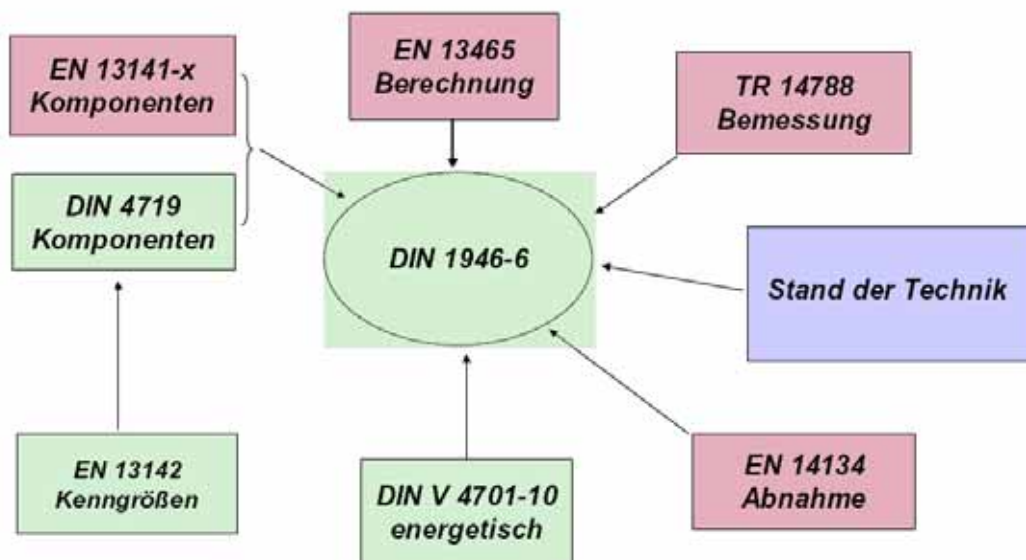 EN 13141-x
Komponenten
EN 13465
Berechnung
TR 14788
Bemessung
DIN 4719
Komponenten
DIN 1946-6
Stand der Technik
EN 13142
Kenngrößen
DIN V 4701-10
energetisch
EN 14134
Abnahme